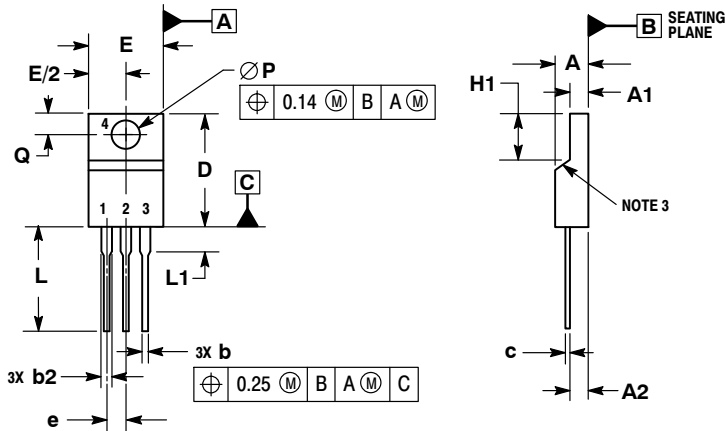 A
E
E/2
∅ P
⌖ 0.14 Ⓜ B A Ⓜ
4
Q
D
C
1 2 3
L
L1
3X b
3X b2
⌖ 0.25 Ⓜ B A Ⓜ C
e
B SEATING
PLANE
A
H1
A1
NOTE 3
c
A2